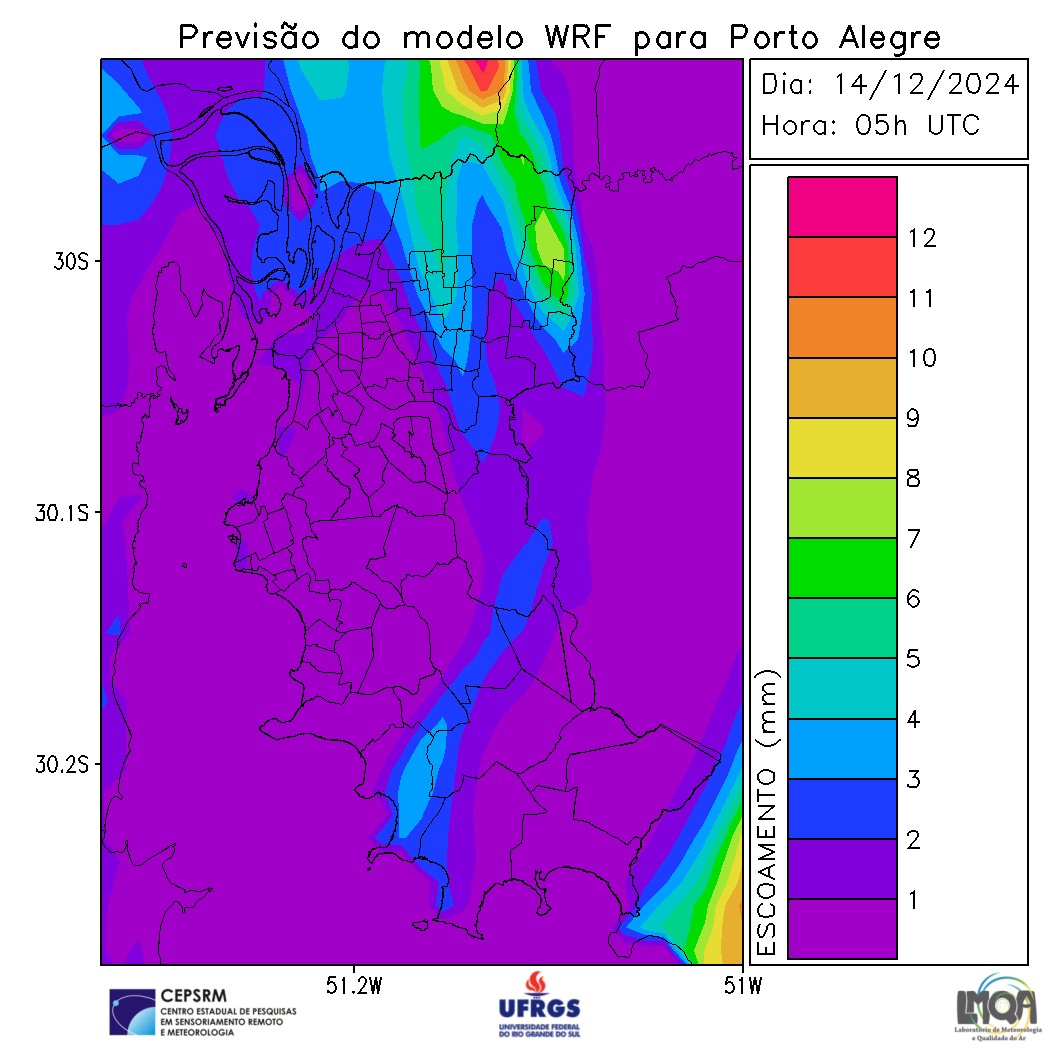 Previsão do modelo WRF para Porto Alegre
Dia: 14/12/2024
Hora: 05h UTC
30S
30.1S
30.2S
51.2W
51W
ESCOAMENTO (mm)
12
11
10
9
8
7
6
5
4
3
2
1
CEPSRM
CENTRO ESTADUAL DE PESQUISAS
EM SENSORIAMENTO REMOTO
E METEOROLOGIA
UFRGS
UNIVERSIDADE FEDERAL
DO RIO GRANDE DO SUL
LMQA
Laboratório de Meteorologia
e Qualidade do Ar